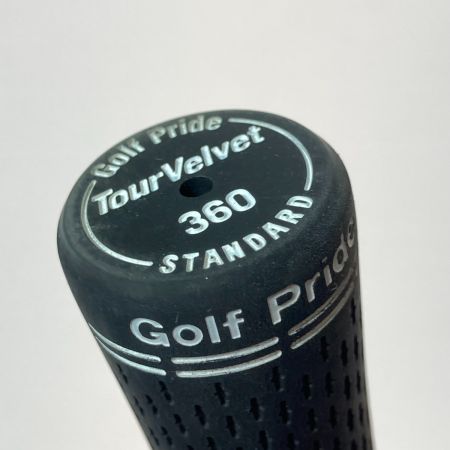 Golf Pride
TourVelvet
360
STANDARD
Golf Pride